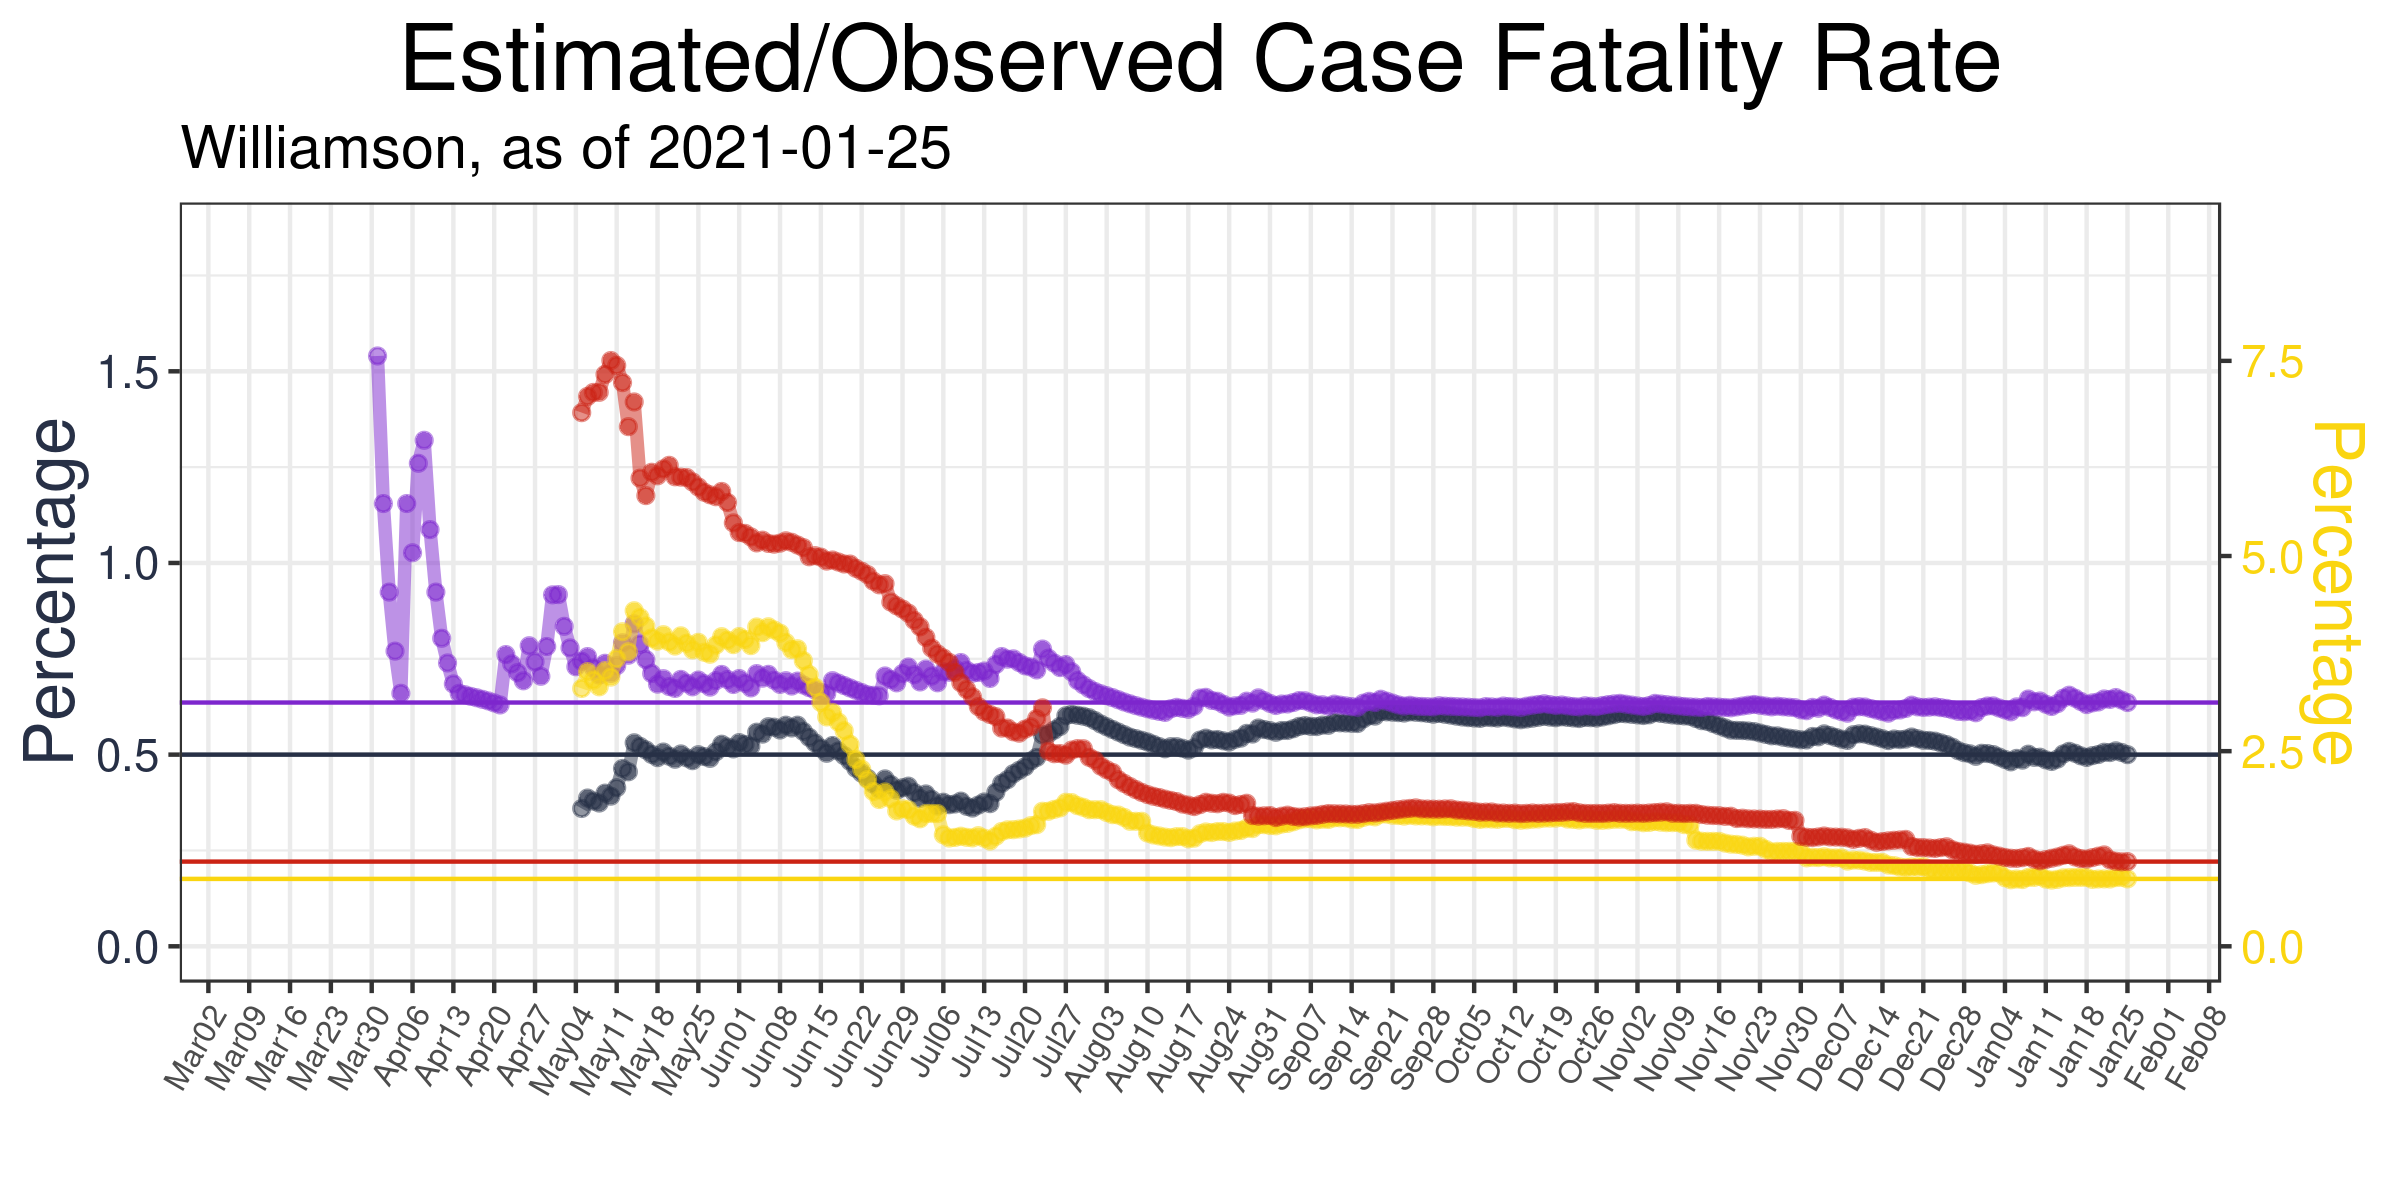 Estimated/Observed Case Fatality Rate
Williamson, as of 2021-01-25
Percentage
1.5
1.0
0.5
0.0
7.5
5.0
2.5
0.0
Percentage
Mar02
Mar09
Mar16
Mar23
Mar30
Apr06
Apr13
Apr20
Apr27
May04
May11
May18
May25
Jun01
Jun08
Jun15
Jun22
Jun29
Jul06
Jul13
Jul20
Jul27
Aug03
Aug10
Aug17
Aug24
Aug31
Sep07
Sep14
Sep21
Sep28
Oct05
Oct12
Oct19
Oct26
Nov02
Nov09
Nov16
Nov23
Nov30
Dec07
Dec14
Dec21
Dec28
Jan04
Jan11
Jan18
Jan25
Feb01
Feb08